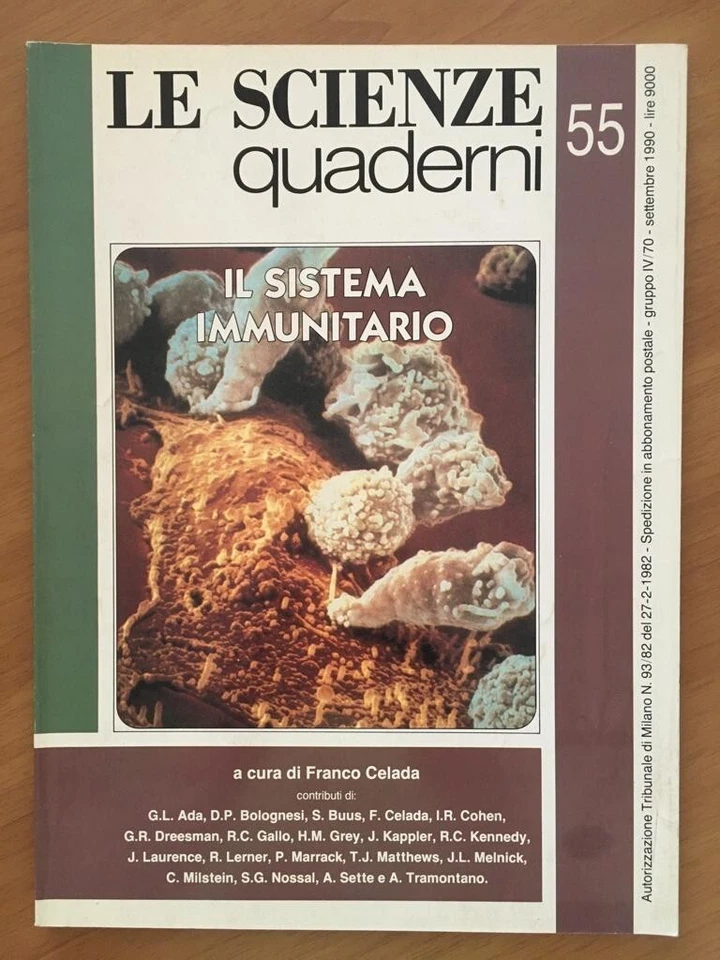 LE SCIENZE
quaderni
55
IL SISTEMA
IMMUNITARIO
a cura di Franco Celada
contributi di:
G.L. Ada, D.P. Bolognesi, S. Buus, F. Celada, I.R. Cohen,
G.R. Dreesman, R.C. Gallo, H.M. Grey, J. Kappler, R.C. Kennedy,
J. Laurence, R. Lerner, P. Marrack, T.J. Matthews, J.L. Melnick,
C. Milstein, S.G. Nossal, A. Sette e A. Tramontano.
Autorizzazione Tribunale di Milano N. 93/82 del 27-2-1982 - Spedizione in abbonamento postale - gruppo IV/70 - settembre 1990 - lire 9000